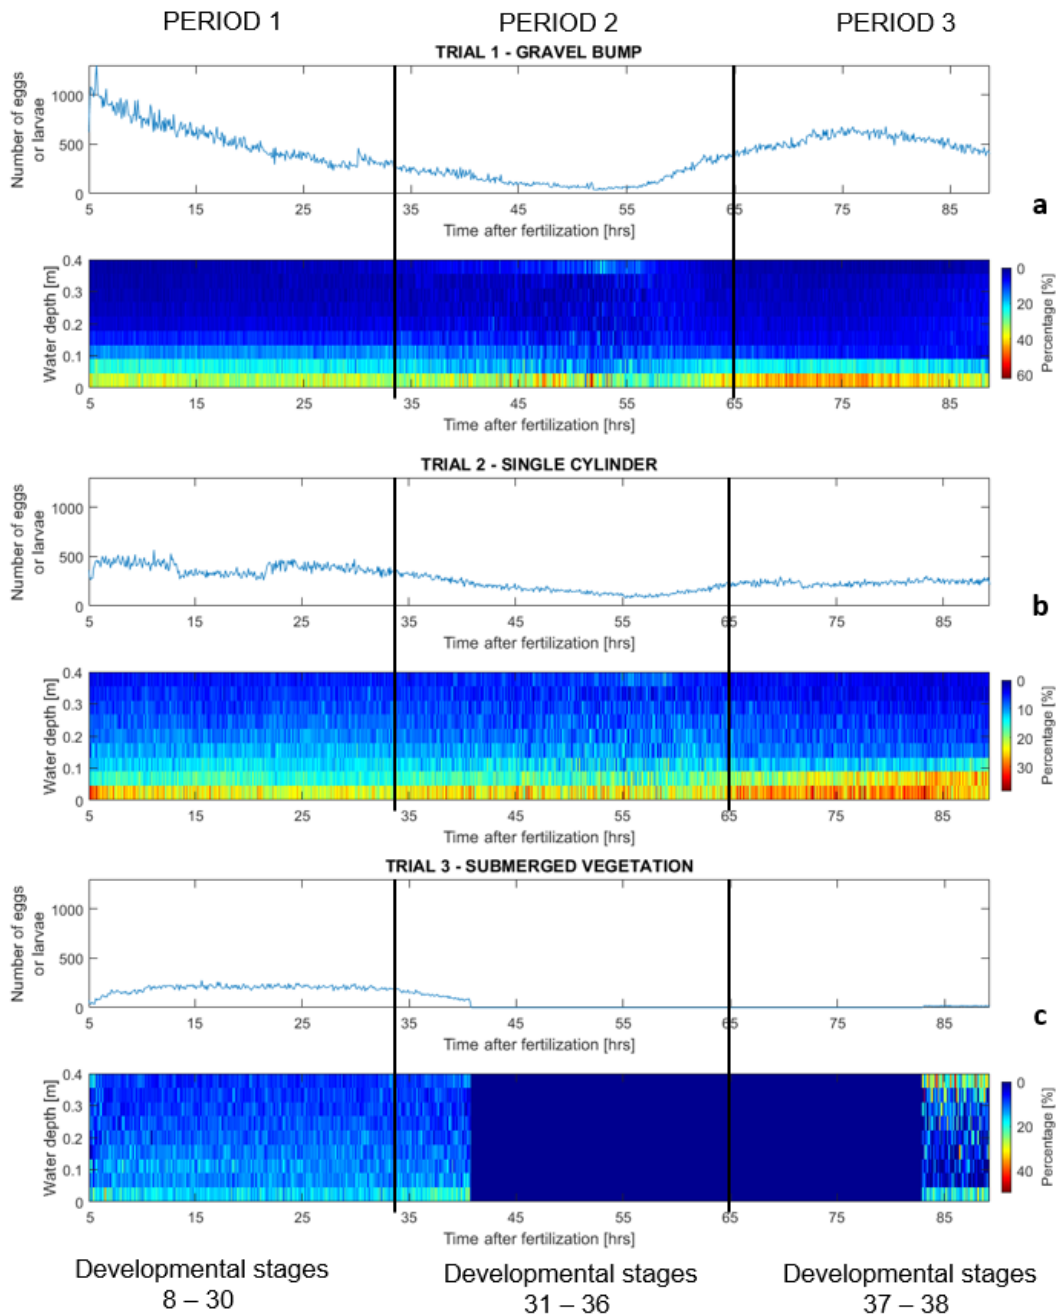 PERIOD 1 PERIOD 2 PERIOD 3
TRIAL 1 - GRAVEL BUMP
Number of eggs
or larvae
1000
500
0
5 15 25 35 45 55 65 75 85
Time after fertilization [hrs]
a
Water depth [m]
0.4
0.3
0.2
0.1
0
5 15 25 35 45 55 65 75 85
Time after fertilization [hrs]
0
20
40
60
Percentage [%]
TRIAL 2 - SINGLE CYLINDER
Number of eggs
or larvae
1000
500
0
5 15 25 35 45 55 65 75 85
Time after fertilization [hrs]
b
Water depth [m]
0.4
0.3
0.2
0.1
0
5 15 25 35 45 55 65 75 85
Time after fertilization [hrs]
0
10
20
30
Percentage [%]
TRIAL 3 - SUBMERGED VEGETATION
Number of eggs
or larvae
1000
500
0
5 15 25 35 45 55 65 75 85
Time after fertilization [hrs]
c
Water depth [m]
0.4
0.3
0.2
0.1
0
5 15 25 35 45 55 65 75 85
Time after fertilization [hrs]
0
20
40
Percentage [%]
Developmental stages
8 – 30
Developmental stages
31 – 36
Developmental stages
37 – 38